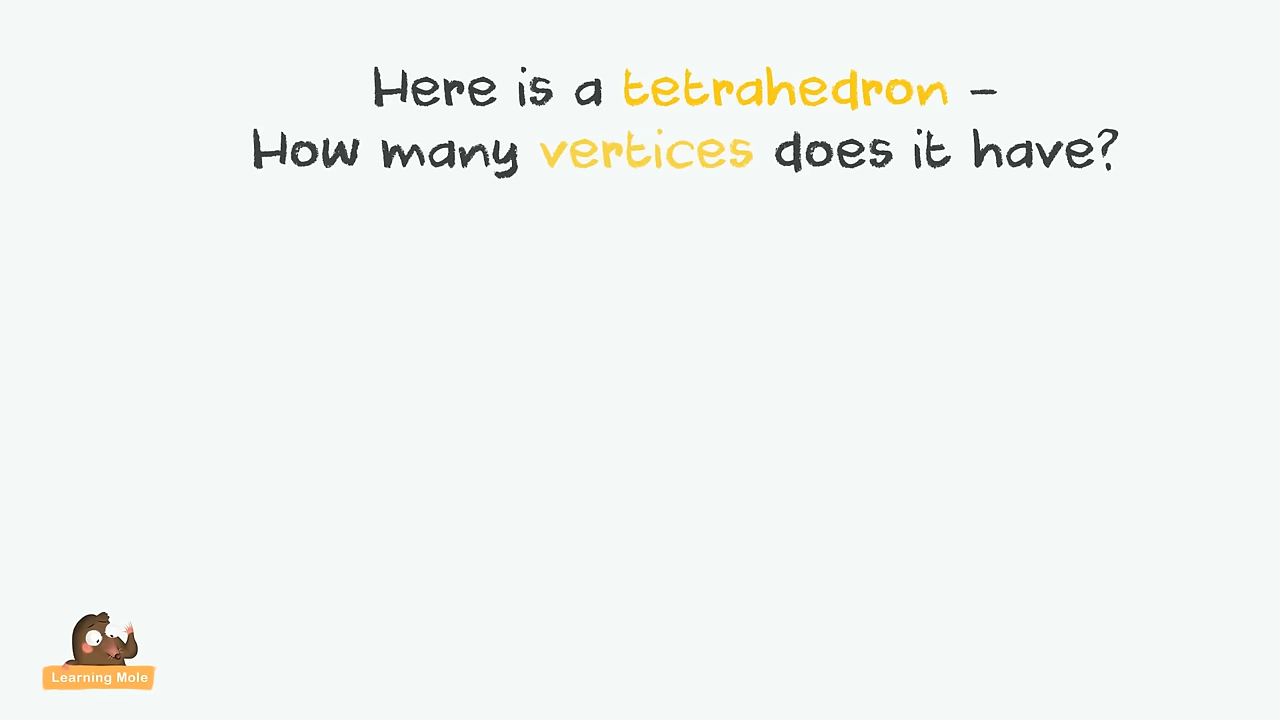 Here is a tetrahedron –
How many vertices does it have?
Learning Mole